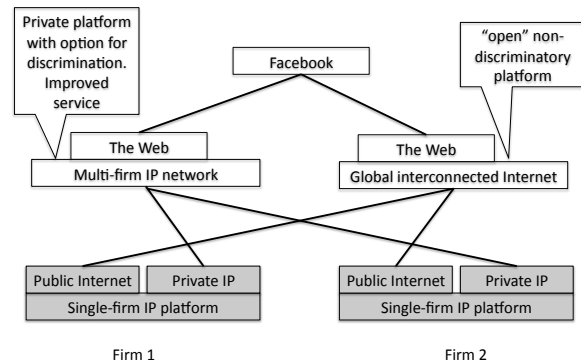 Private platform
with option for
discrimination.
Improved
service
“open” non-
discriminatory
platform
Facebook
The Web
The Web
Multi-firm IP network
Global interconnected Internet
Public Internet
Private IP
Public Internet
Private IP
Single-firm IP platform
Single-firm IP platform
Firm 1
Firm 2